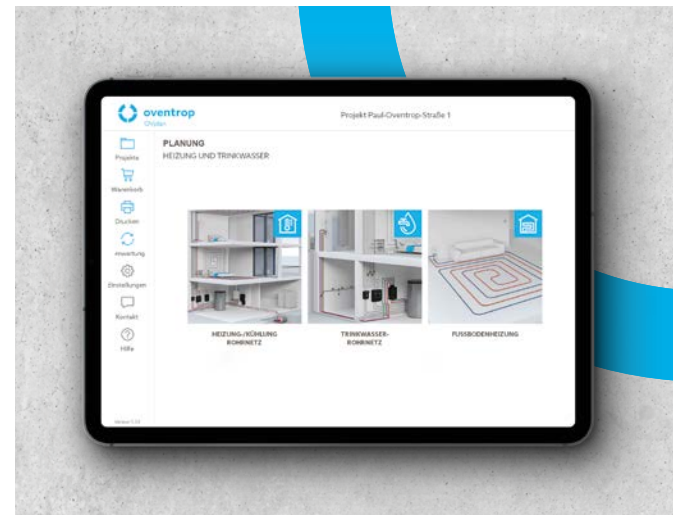 oventrop
Projekt Paul-Oventrop-Straße 1
PLANUNG
HEIZUNG UND TRINKWASSER
Projekte
Warenkorb
Drucken
Einstellungen
Kontakt
Hilfe
HEIZUNG-/KÜHLUNG
ROHRNETZ
TRINKWASSER-
ROHRNETZ
FUSSBODENHEIZUNG